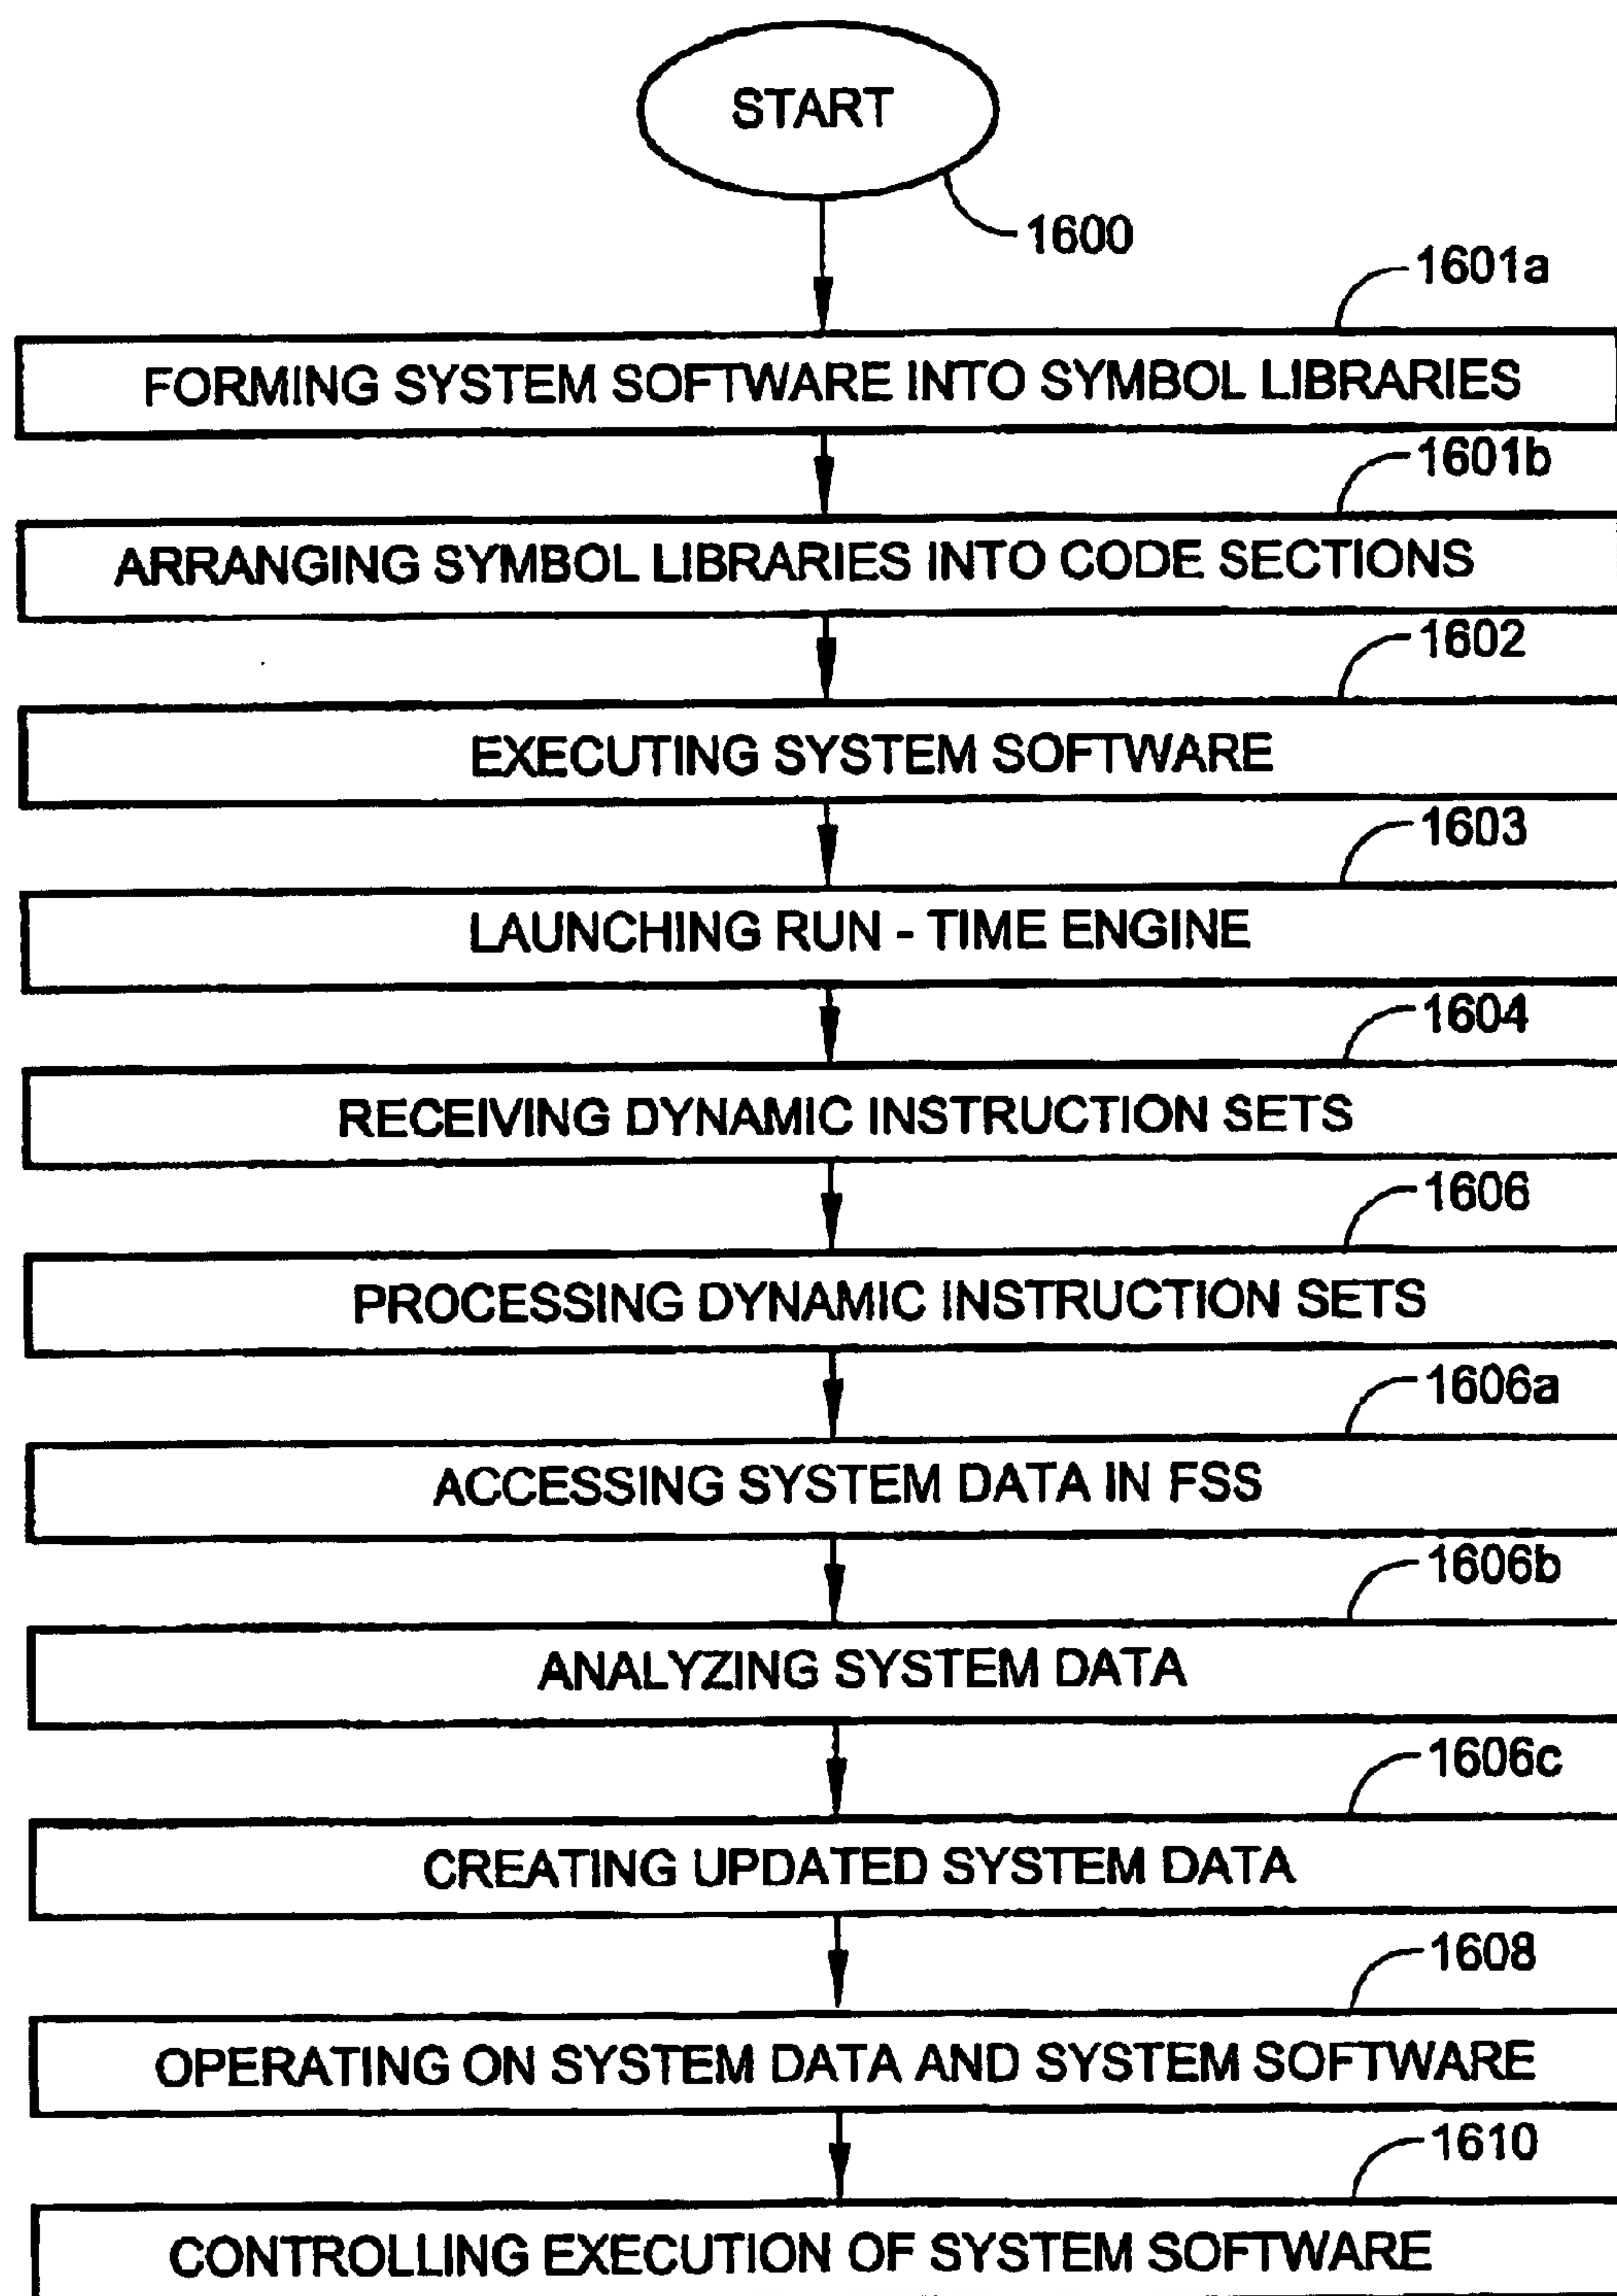 START
1600
1601a
FORMING SYSTEM SOFTWARE INTO SYMBOL LIBRARIES
1601b
ARRANGING SYMBOL LIBRARIES INTO CODE SECTIONS
1602
EXECUTING SYSTEM SOFTWARE
1603
LAUNCHING RUN - TIME ENGINE
1604
RECEIVING DYNAMIC INSTRUCTION SETS
1606
PROCESSING DYNAMIC INSTRUCTION SETS
1606a
ACCESSING SYSTEM DATA IN FSS
1606b
ANALYZING SYSTEM DATA
1606c
CREATING UPDATED SYSTEM DATA
1608
OPERATING ON SYSTEM DATA AND SYSTEM SOFTWARE
1610
CONTROLLING EXECUTION OF SYSTEM SOFTWARE